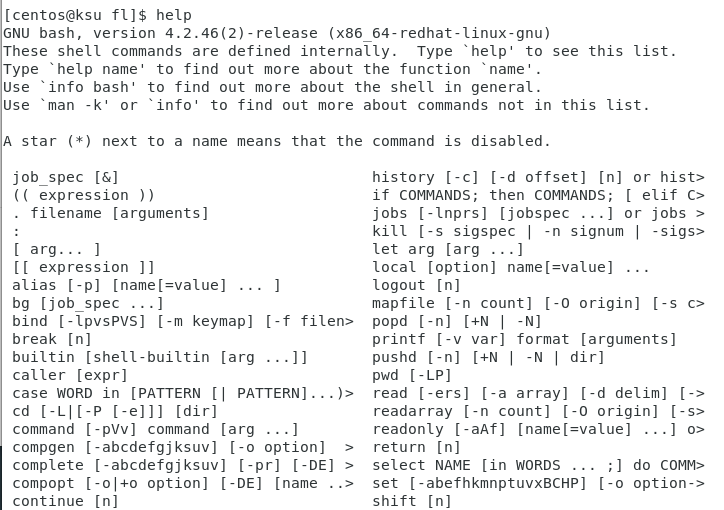 [centos@ksu fl]$ help
GNU bash, version 4.2.46(2)-release (x86_64-redhat-linux-gnu)
These shell commands are defined internally.  Type `help' to see this list.
Type `help name' to find out more about the function `name'.
Use `info bash' to find out more about the shell in general.
Use `man -k' or `info' to find out more about commands not in this list.

A star (*) next to a name means that the command is disabled.

 job_spec [&]                            history [-c] [-d offset] [n] or hist>
 (( expression ))                        if COMMANDS; then COMMANDS; [ elif C>
 . filename [arguments]                  jobs [-lnprs] [jobspec ...] or jobs >
 :                                       kill [-s sigspec | -n signum | -sigs>
 [ arg... ]                              let arg [arg ...]
 [[ expression ]]                        local [option] name[=value] ...
 alias [-p] [name[=value] ... ]          logout [n]
 bg [job_spec ...]                       mapfile [-n count] [-O origin] [-s c>
 bind [-lpvsPVS] [-m keymap] [-f filen>  popd [-n] [+N | -N]
 break [n]                               printf [-v var] format [arguments]
 builtin [shell-builtin [arg ...]]       pushd [-n] [+N | -N | dir]
 caller [expr]                           pwd [-LP]
 case WORD in [PATTERN [| PATTERN]...)>  read [-ers] [-a array] [-d delim] [->
 cd [-L|[-P [-e]]] [dir]                 readarray [-n count] [-O origin] [-s>
 command [-pVv] command [arg ...]        readonly [-aAf] [name[=value] ...] o>
 compgen [-abcdefgjksuv] [-o option]  >  return [n]
 complete [-abcdefgjksuv] [-pr] [-DE] >  select NAME [in WORDS ... ;] do COMM>
 compopt [-o|+o option] [-DE] [name ..>  set [-abefhkmnptuvxBCHP] [-o option->
 continue [n]                            shift [n]